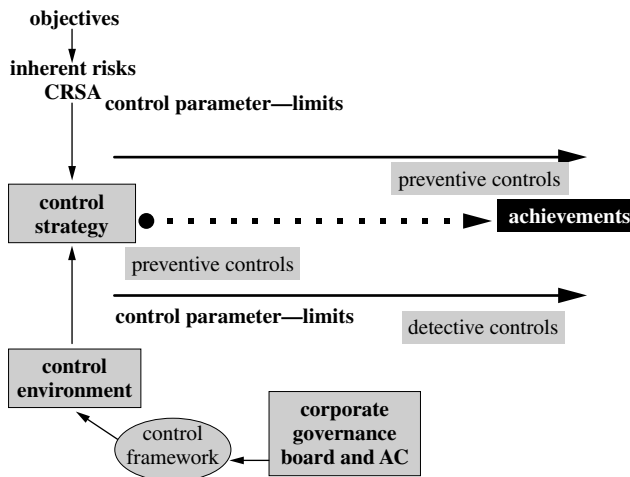 objectives
inherent risks
CRSA
control parameter—limits
preventive controls
control
strategy
achievements
preventive controls
control parameter—limits
detective controls
control
environment
control
framework
corporate
governance
board and AC